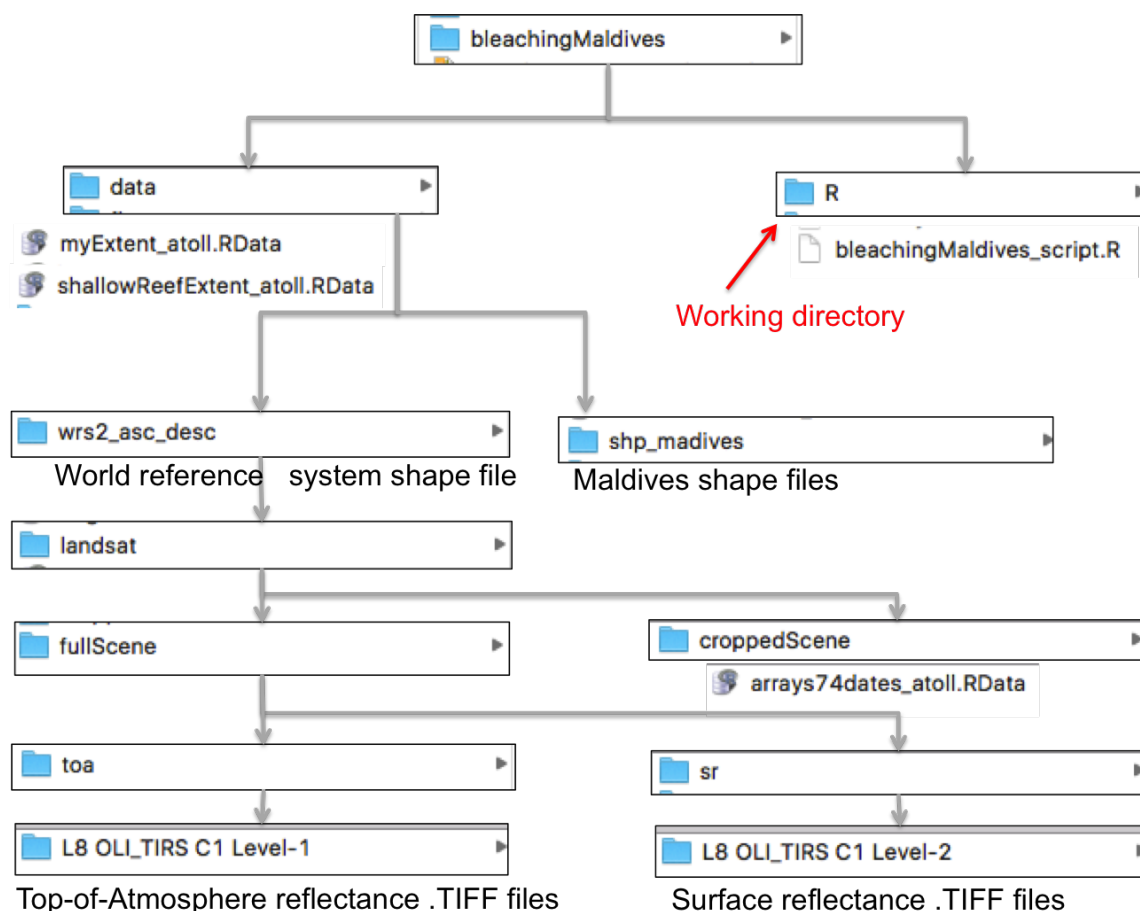 bleachingMaldives
data
R
myExtent_atoll.RData
bleachingMaldives_script.R
shallowReefExtent_atoll.RData
Working directory
wrs2_asc_desc
shp_madives
World reference system shape file
Maldives shape files
landsat
fullScene
croppedScene
arrays74dates_atoll.RData
toa
sr
L8 OLI_TIRS C1 Level-1
L8 OLI_TIRS C1 Level-2
Top-of-Atmosphere reflectance .TIFF files
Surface reflectance .TIFF files